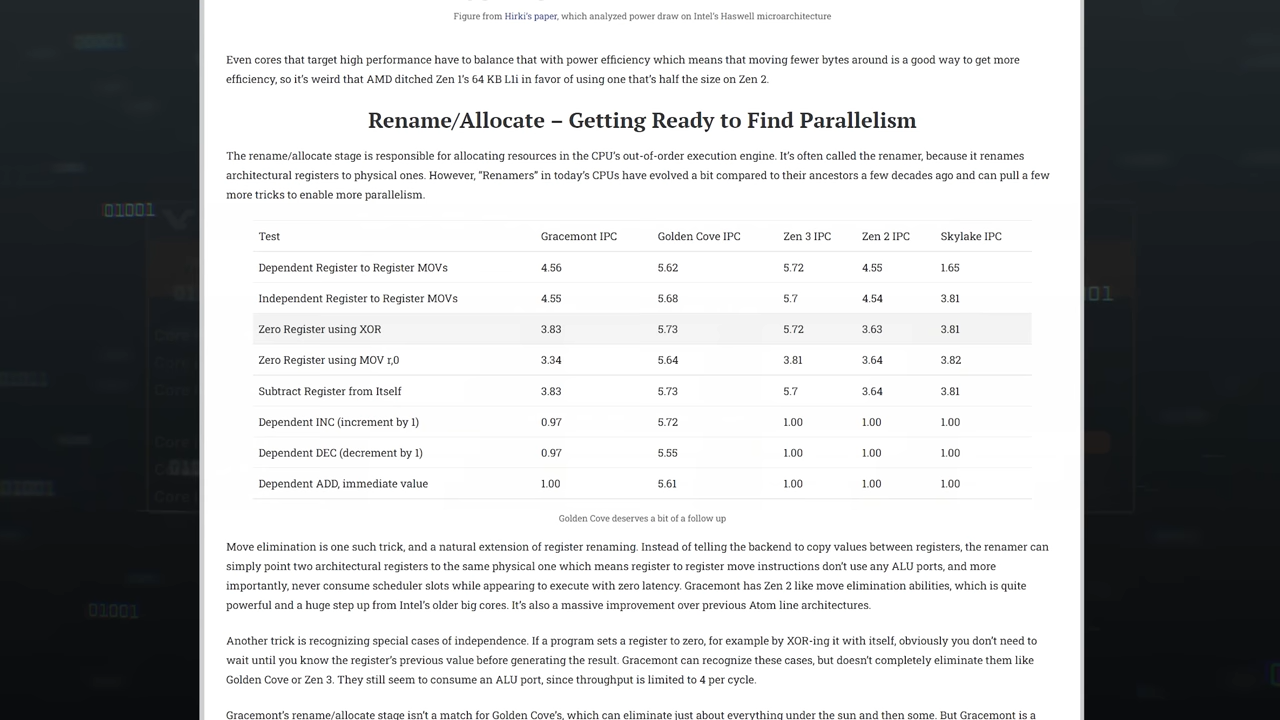 Figure from Hirki's paper, which analyzed power draw on Intel's Haswell microarchitecture
Even cores that target high performance have to balance that with power efficiency which means that moving fewer bytes around is a good way to get more
efficiency, so it's weird that AMD ditched Zen 1's 64 KB L1i in favor of using one that's half the size on Zen 2.
Rename/Allocate – Getting Ready to Find Parallelism
The rename/allocate stage is responsible for allocating resources in the CPU's out-of-order execution engine. It's often called the renamer, because it renames
architectural registers to physical ones. However, “Renamers” in today's CPUs have evolved a bit compared to their ancestors a few decades ago and can pull a few
more tricks to enable more parallelism.
Test Gracemont IPC Golden Cove IPC Zen 3 IPC Zen 2 IPC Skylake IPC
Dependent Register to Register MOVs 4.56 5.62 5.72 4.55 1.65
Independent Register to Register MOVs 4.55 5.68 5.7 4.54 3.81
Zero Register using XOR 3.83 5.73 5.72 3.63 3.81
Zero Register using MOV r,0 3.34 5.64 3.81 3.64 3.82
Subtract Register from Itself 3.83 5.73 5.7 3.64 3.81
Dependent INC (increment by 1) 0.97 5.72 1.00 1.00 1.00
Dependent DEC (decrement by 1) 0.97 5.55 1.00 1.00 1.00
Dependent ADD, immediate value 1.00 5.61 1.00 1.00 1.00
Golden Cove deserves a bit of a follow up
Move elimination is one such trick, and a natural extension of register renaming. Instead of telling the backend to copy values between registers, the renamer can
simply point two architectural registers to the same physical one which means register to register move instructions don't use any ALU ports, and more
importantly, never consume scheduler slots while appearing to execute with zero latency. Gracemont has Zen 2 like move elimination abilities, which is quite
powerful and a huge step up from Intel's older big cores. It's also a massive improvement over previous Atom line architectures.
Another trick is recognizing special cases of independence. If a program sets a register to zero, for example by XOR-ing it with itself, obviously you don't need to
wait until you know the register's previous value before generating the result. Gracemont can recognize these cases, but doesn't completely eliminate them like
Golden Cove or Zen 3. They still seem to consume an ALU port, since throughput is limited to 4 per cycle.
Gracemont's rename/allocate stage isn't a match for Golden Cove's, which can eliminate just about everything under the sun and then some. But Gracemont is a
01001
01001